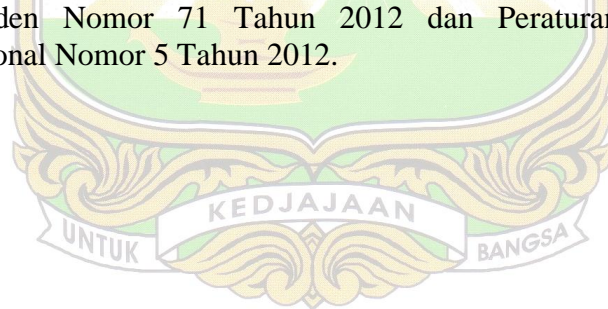 den Nomor 71 Tahun 2012 dan Peraturan
onal Nomor 5 Tahun 2012.
UNTUK KEDJAJAAN BANGSA